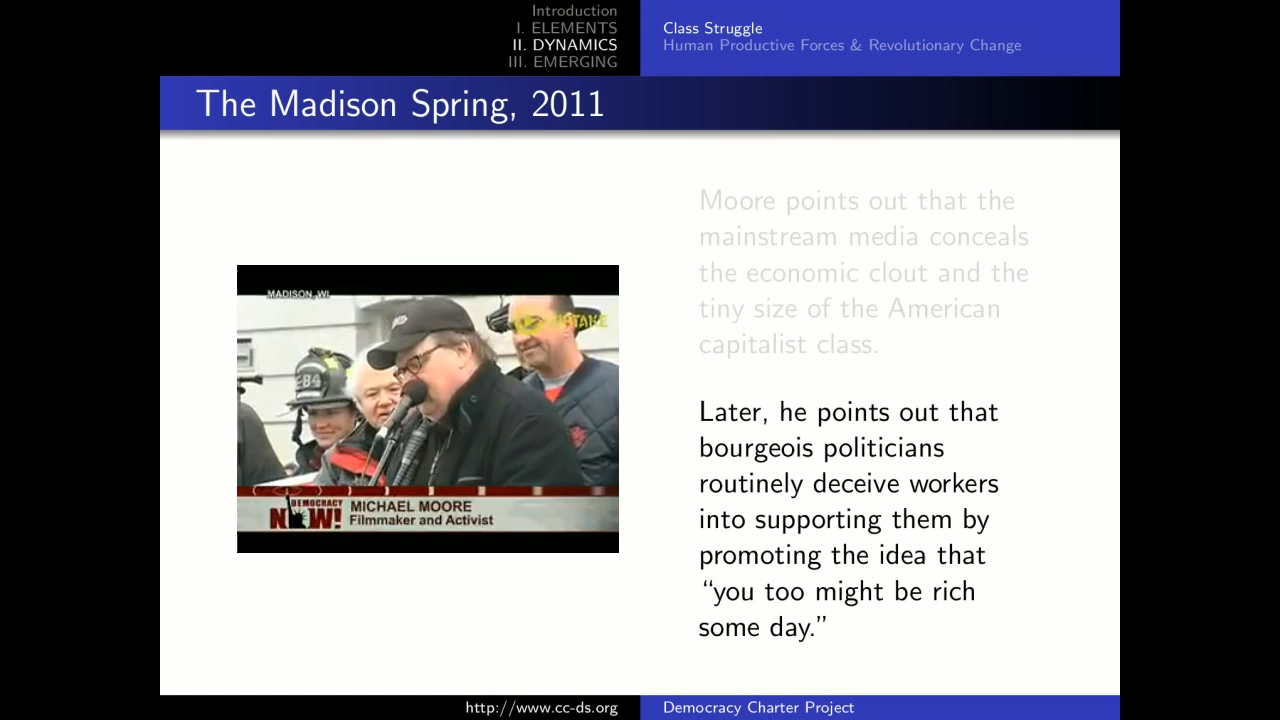 Introduction
I. ELEMENTS
II. DYNAMICS
III. EMERGING
Class Struggle
Human Productive Forces & Revolutionary Change
The Madison Spring, 2011
MADISON, WI
UPTAKE
C-84
DEMOCRACY
NOW!
MICHAEL MOORE
Filmmaker and Activist
Moore points out that the
mainstream media conceals
the economic clout and the
tiny size of the American
capitalist class.
Later, he points out that
bourgeois politicians
routinely deceive workers
into supporting them by
promoting the idea that
“you too might be rich
some day.”
http://www.cc-ds.org
Democracy Charter Project